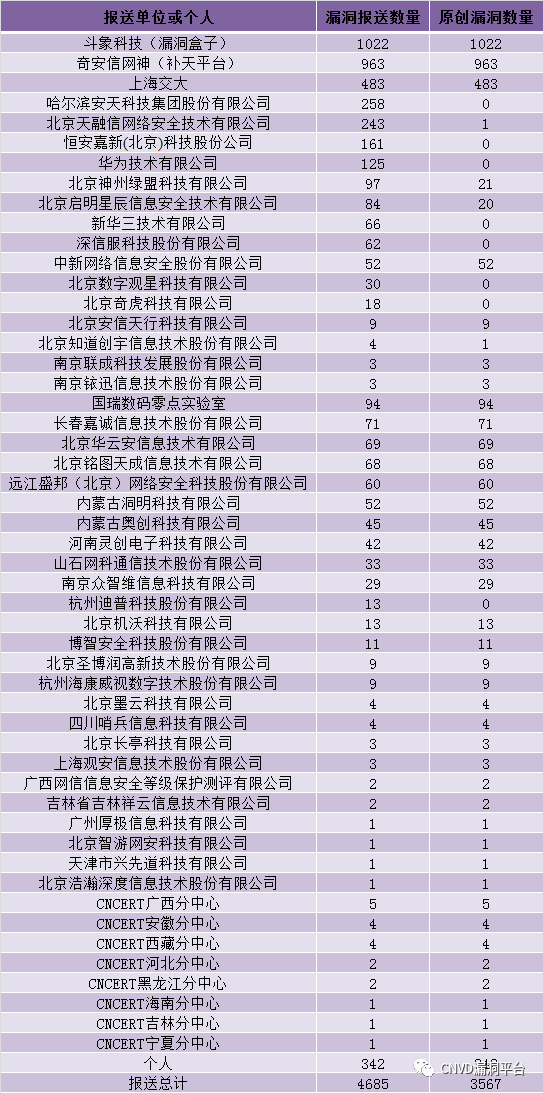 报送单位或个人 漏洞报送数量 原创漏洞数量
斗象科技（漏洞盒子） 1022 1022
奇安信网神（补天平台） 963 963
上海交大 483 483
哈尔滨安天科技集团股份有限公司 258 0
北京天融信网络安全技术有限公司 243 1
恒安嘉新(北京)科技股份公司 161 0
华为技术有限公司 125 0
北京神州绿盟科技有限公司 97 21
北京启明星辰信息安全技术有限公司 84 20
新华三技术有限公司 66 0
深信服科技股份有限公司 62 0
中新网络信息安全股份有限公司 52 52
北京数字观星科技有限公司 30 0
北京奇虎科技有限公司 18 0
北京安信天行科技有限公司 9 9
北京知道创宇信息技术股份有限公司 4 1
南京联成科技发展股份有限公司 3 3
南京铱迅信息技术股份有限公司 3 3
国瑞数码零点实验室 94 94
长春嘉诚信息技术股份有限公司 71 71
北京华云安信息技术有限公司 69 69
北京铭图天成信息技术有限公司 68 68
远江盛邦（北京）网络安全科技股份有限公司 60 60
内蒙古洞明科技有限公司 52 52
内蒙古奥创科技有限公司 45 45
河南灵创电子科技有限公司 42 42
山石网科通信技术股份有限公司 33 33
南京众智维信息科技有限公司 29 29
杭州迪普科技股份有限公司 13 0
北京机沃科技有限公司 13 13
博智安全科技股份有限公司 11 11
北京圣博润高新技术股份有限公司 9 9
杭州海康威视数字技术股份有限公司 9 9
北京墨云科技有限公司 4 4
四川哨兵信息科技有限公司 4 4
北京长亭科技有限公司 3 3
上海观安信息技术股份有限公司 3 3
广西网信信息安全等级保护测评有限公司 2 2
吉林省吉林祥云信息技术有限公司 2 2
广州厚极信息科技有限公司 1 1
北京智游网安科技有限公司 1 1
天津市兴先道科技有限公司 1 1
北京浩瀚深度信息技术股份有限公司 1 1
CNCERT广西分中心 5 5
CNCERT安徽分中心 4 4
CNCERT西藏分中心 4 4
CNCERT河北分中心 2 2
CNCERT黑龙江分中心 2 2
CNCERT海南分中心 1 1
CNCERT吉林分中心 1 1
CNCERT宁夏分中心 1 1
个人 342
CNVD漏洞平台
报送总计 4685 3567